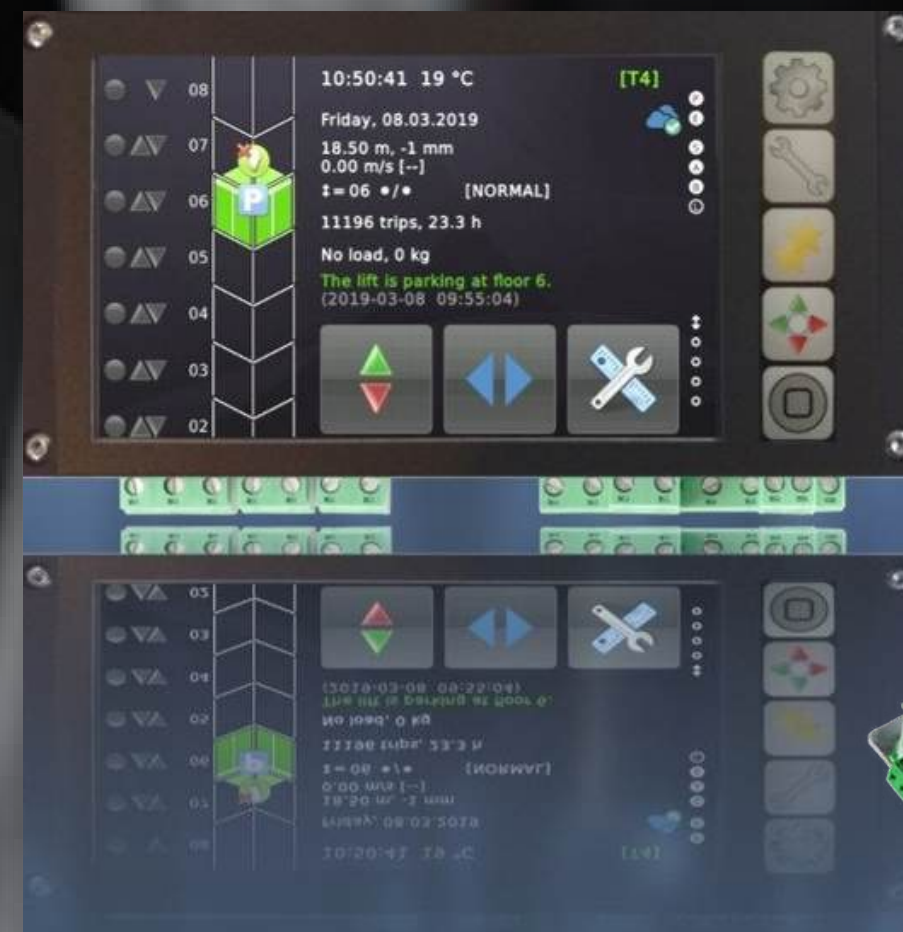 10:50:41 19 °C [T4]
Friday, 08.03.2019
18.50 m, -1 mm
0.00 m/s [--]
↕= 06 •/• [NORMAL]
11196 trips, 23.3 h
No load, 0 kg
The lift is parking at floor 6.
(2019-03-08 09:55:04)
08
07
06
05
04
03
02
P
S
A
B